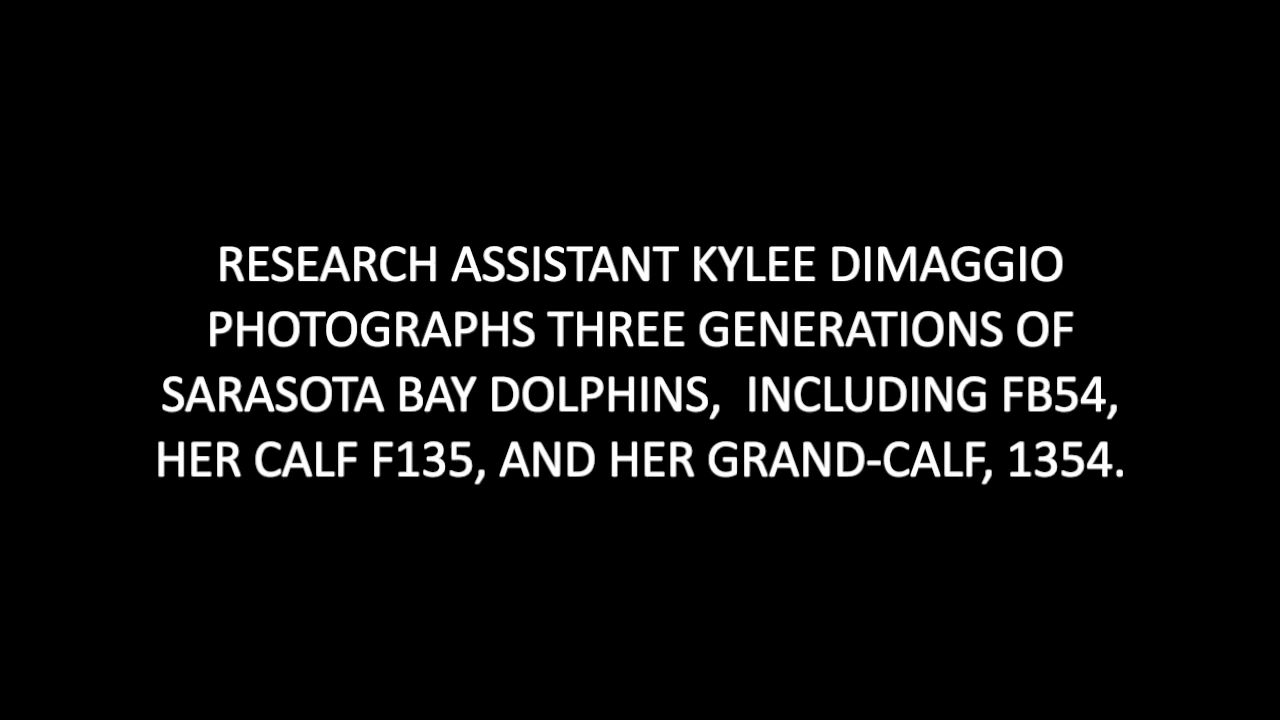 RESEARCH ASSISTANT KYLEE DIMAGGIO
PHOTOGRAPHS THREE GENERATIONS OF
SARASOTA BAY DOLPHINS,  INCLUDING FB54,
HER CALF F135, AND HER GRAND-CALF, 1354.